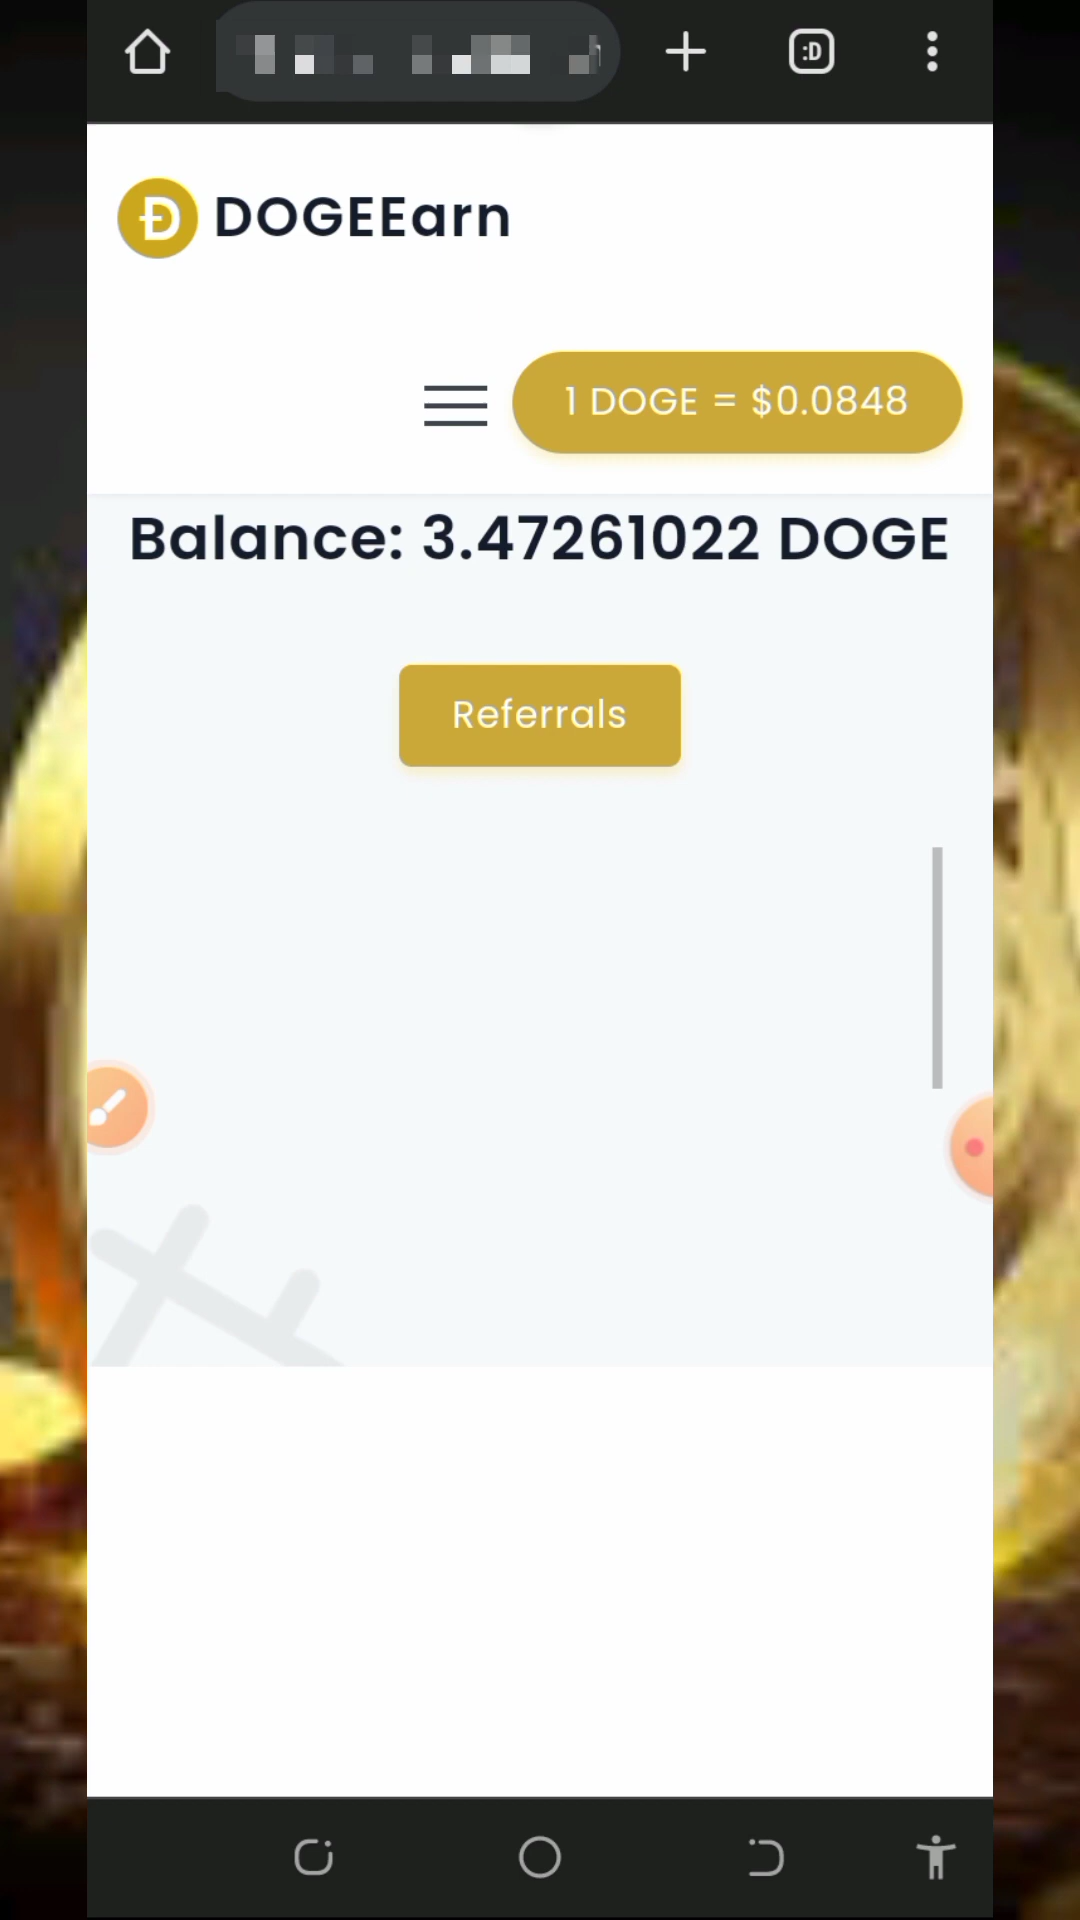 :D
DOGEEarn
1 DOGE = $0.0848
Balance: 3.47261022 DOGE
Referrals